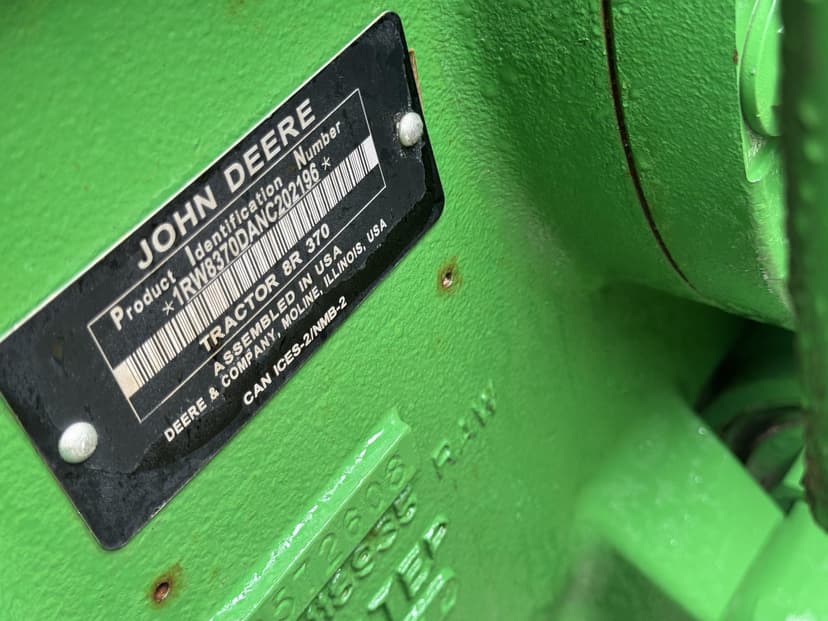 JOHN DEERE
Product Identification Number
*1RW8370DANC202196*
TRACTOR 8R 370
ASSEMBLED IN USA
DEERE & COMPANY, MOLINE, ILLINOIS, USA
CAN ICES-2/NMB-2
RAW